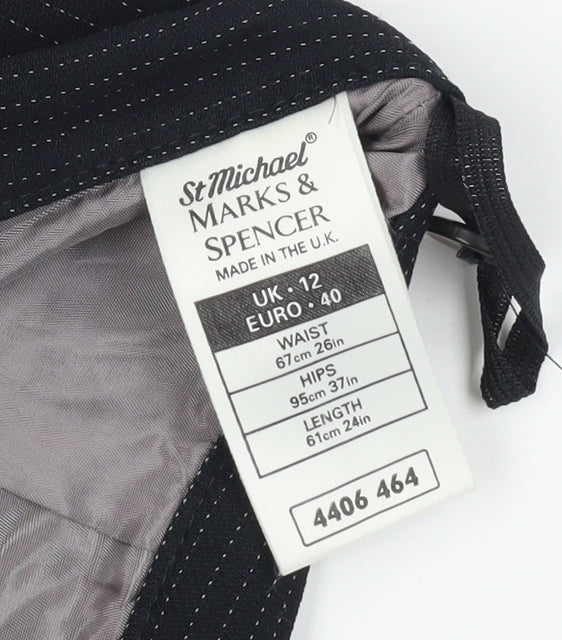 St Michael®
MARKS &
SPENCER
MADE IN THE U.K.
UK · 12
EURO · 40
WAIST
67cm 26in
HIPS
95cm 37in
LENGTH
61cm 24in
4406 464